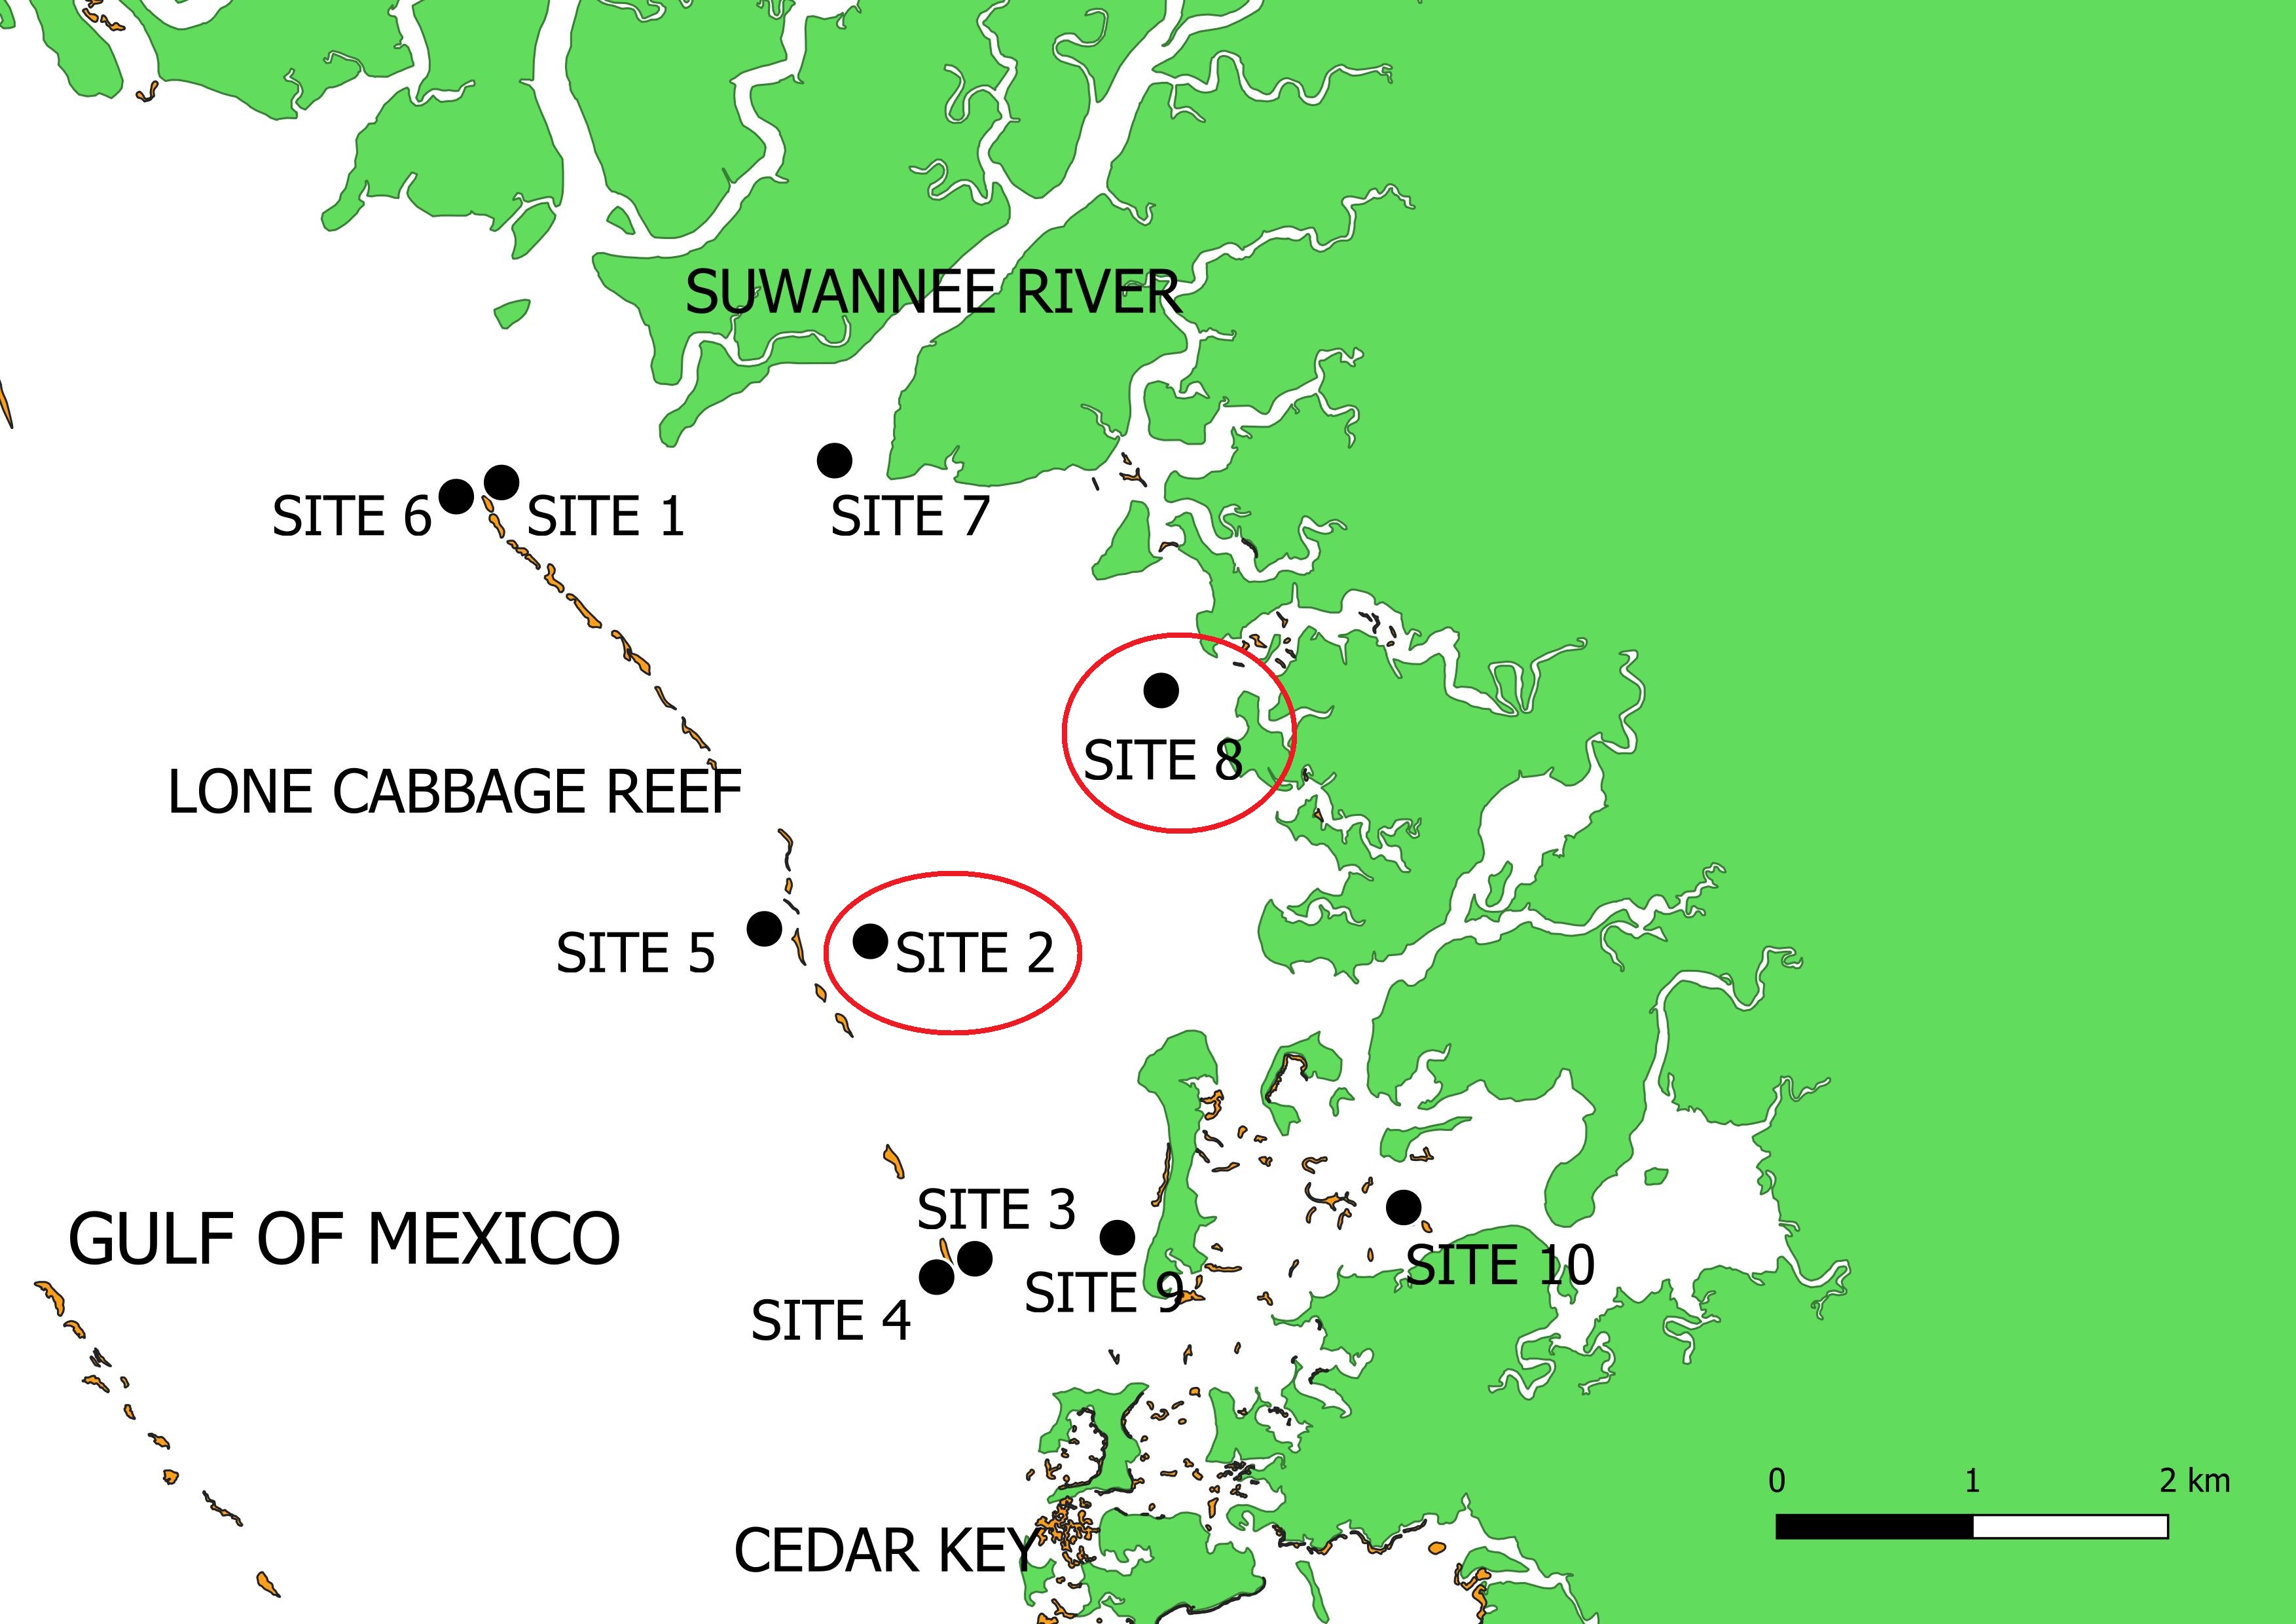 SUWANNEE RIVER
SITE 6
SITE 1
SITE 7
SITE 8
LONE CABBAGE REEF
SITE 5
SITE 2
SITE 3
GULF OF MEXICO
SITE 10
SITE 9
SITE 4
0 1 2 km
CEDAR KEY